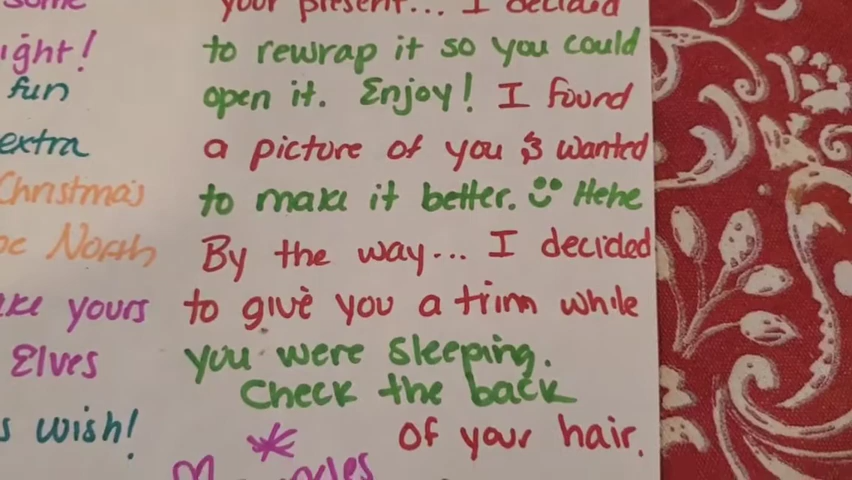 some
ight!
fun
extra
Christmas
North
yours
Elves
s wish!
your present... I decided
to rewrap it so you could
open it. Enjoy! I found
a picture of you & wanted
to make it better. Hehe
By the way... I decided
to give you a trim while
you were sleeping.
Check the back
of your hair.